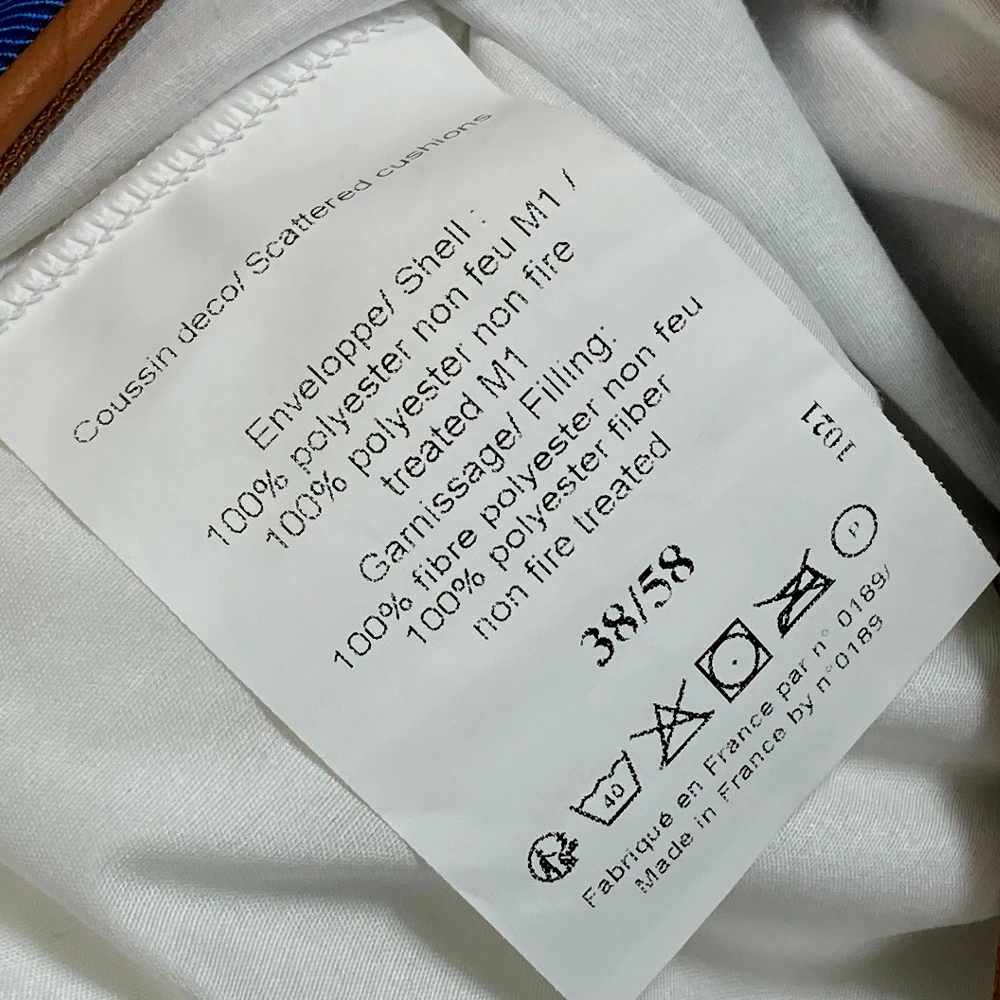 Coussin deco/ Scattered cushions
Enveloppe/ Shell :
100% polyester non feu M1 /
100% polyester non fire
treated M1
Garnissage/ Filling:
100% fibre polyester non feu
100% polyester fiber
non fire treated
1021
38/58
40
P
Fabriqué en France par n° 0189/
Made in France by n°0189